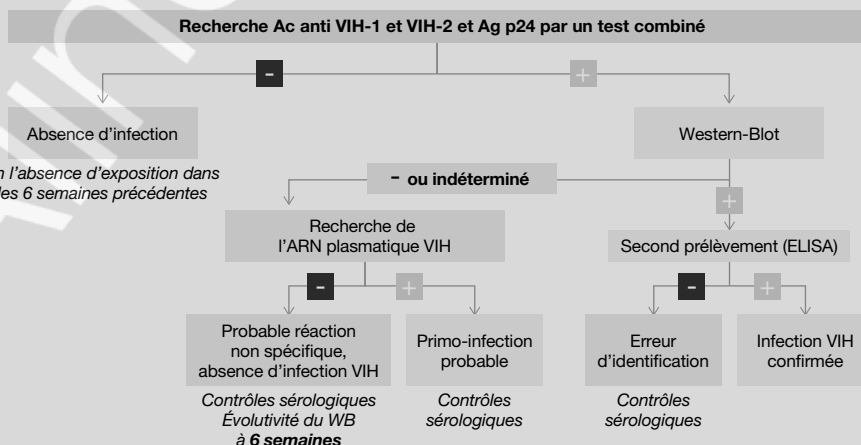 Recherche Ac anti VIH-1 et VIH-2 et Ag p24 par un test combiné
-
+
Absence d'infection
Western-Blot
n l'absence d'exposition dans
les 6 semaines précédentes
- ou indéterminé
+
Recherche de
l'ARN plasmatique VIH
Second prélèvement (ELISA)
-
+
-
+
Probable réaction
non spécifique,
absence d'infection VIH
Primo-infection
probable
Erreur
d'identification
Infection VIH
confirmée
Contrôles sérologiques
Évolutivité du WB
à 6 semaines
Contrôles
sérologiques
Contrôles
sérologiques